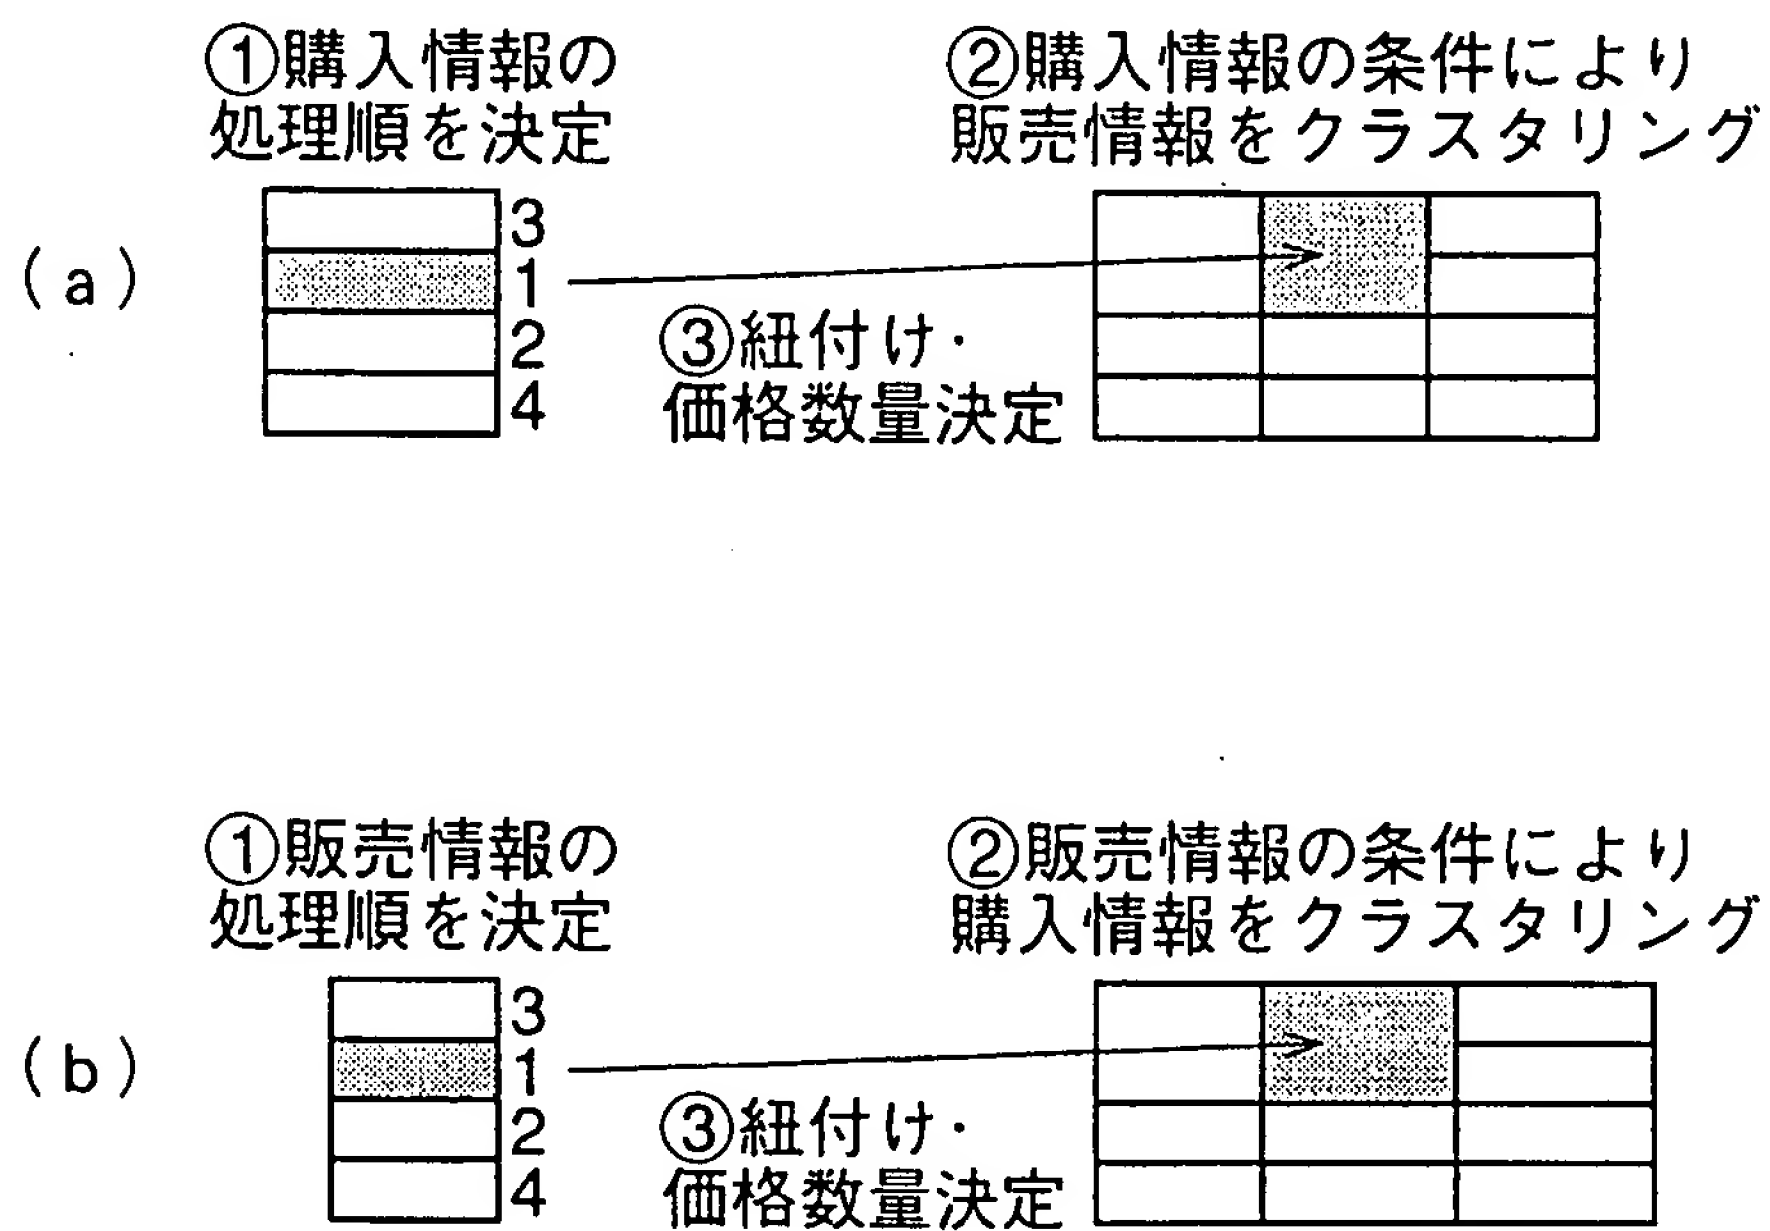 ①購入情報の
処理順を決定
②購入情報の条件により
販売情報をクラスタリング
(a)
3
1
2
4
③紐付け・
価格数量決定
①販売情報の
処理順を決定
②販売情報の条件により
購入情報をクラスタリング
(b)
3
1
2
4
③紐付け・
価格数量決定